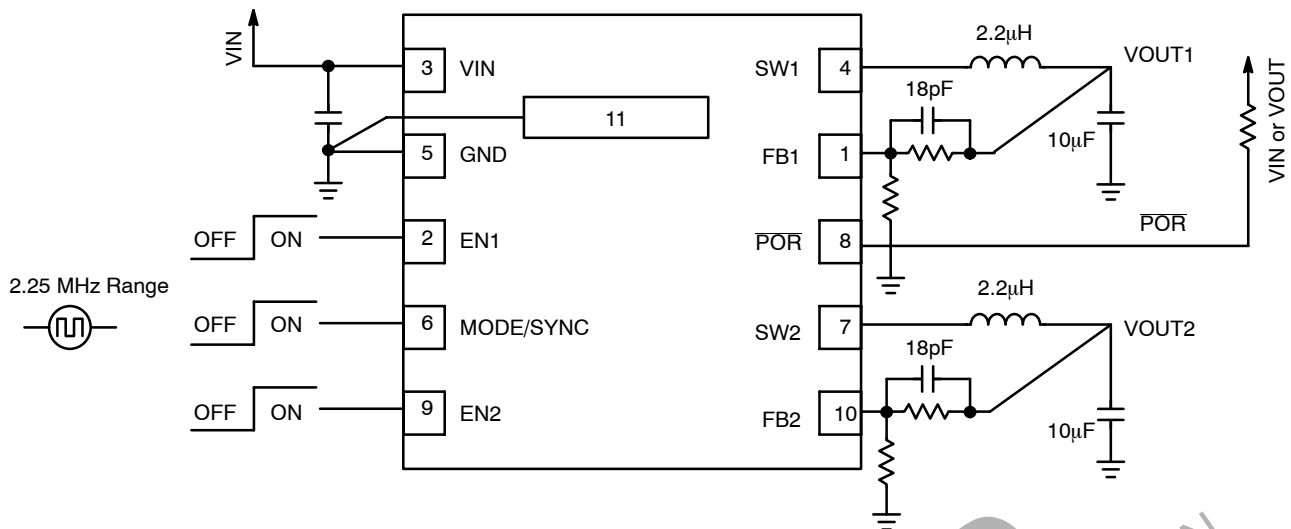 VIN
3 VIN
11
5 GND
OFF ON 2 EN1
2.25 MHz Range
OFF ON 6 MODE/SYNC
OFF ON 9 EN2
SW1 4
2.2μH
VOUT1
18pF
FB1 1
10μF
VIN or VOUT
POR 8
POR
2.2μH
SW2 7
VOUT2
18pF
FB2 10
10μF